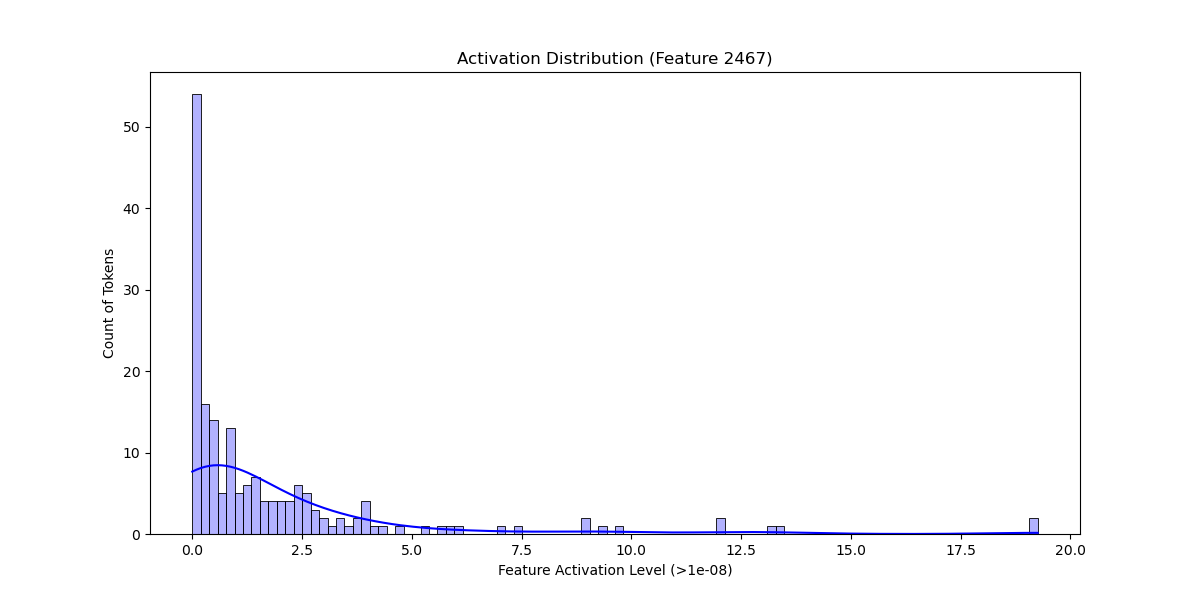 Activation Distribution (Feature 2467)
50
40
30
20
10
0
Count of Tokens
0.0 2.5 5.0 7.5 10.0 12.5 15.0 17.5 20.0
Feature Activation Level (>1e-08)